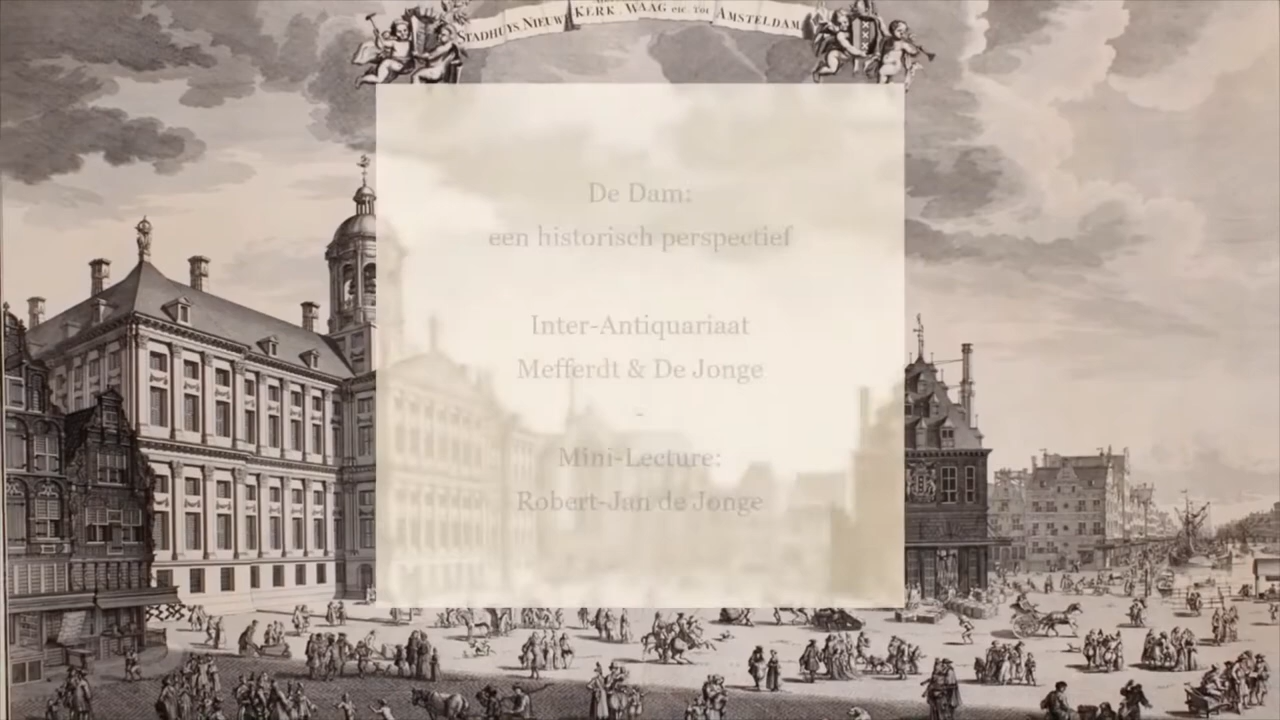 STADHUYS, NIEUW KERK, WAAG etc. tot AMSTELDAM
De Dam:
een historisch perspectief
Inter-Antiquariaat
Mefferdt & De Jonge
-
Mini-Lecture:
Robert-Jan de Jonge